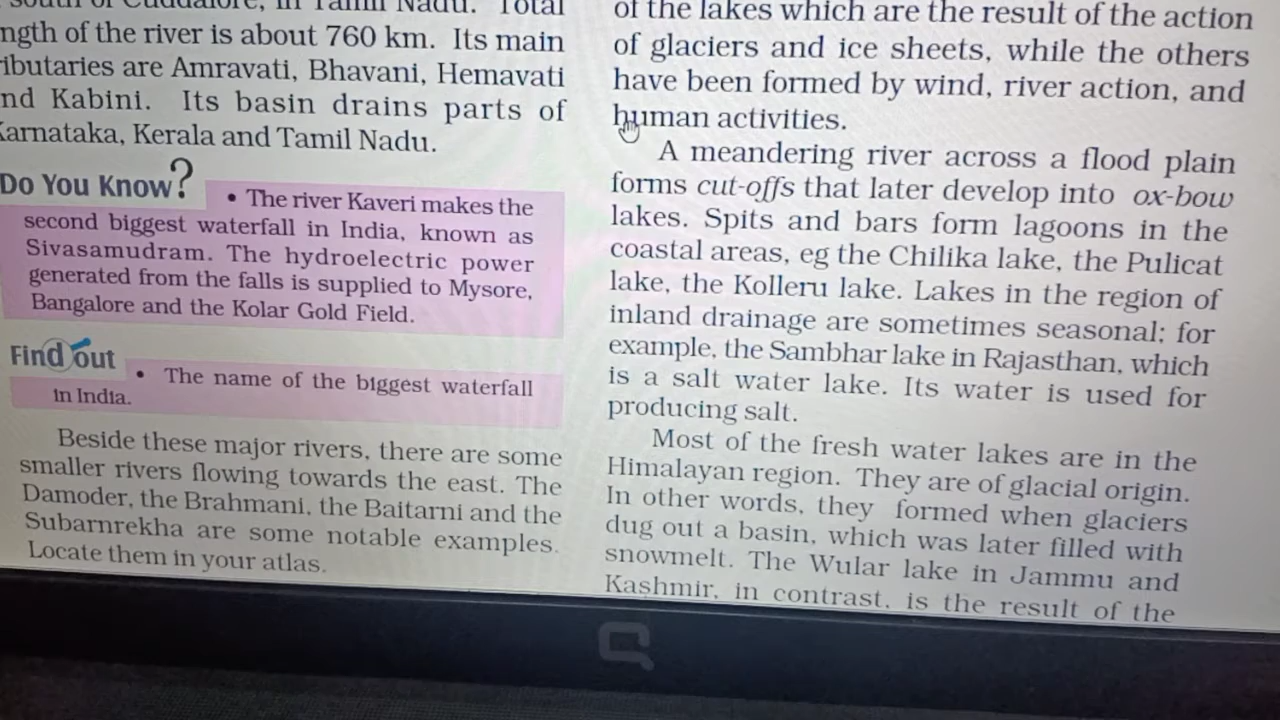 south of Cuddalore, in Tamil Nadu. Total
ngth of the river is about 760 km. Its main
ibutaries are Amravati, Bhavani, Hemavati
nd Kabini. Its basin drains parts of
Karnataka, Kerala and Tamil Nadu.
Do You Know?
• The river Kaveri makes the
second biggest waterfall in India, known as
Sivasamudram. The hydroelectric power
generated from the falls is supplied to Mysore,
Bangalore and the Kolar Gold Field.
Find out
• The name of the biggest waterfall
in India.
Beside these major rivers, there are some
smaller rivers flowing towards the east. The
Damoder, the Brahmani, the Baitarni and the
Subarnrekha are some notable examples.
Locate them in your atlas.
of the lakes which are the result of the action
of glaciers and ice sheets, while the others
have been formed by wind, river action, and
human activities.
A meandering river across a flood plain
forms cut-offs that later develop into ox-bow
lakes. Spits and bars form lagoons in the
coastal areas, eg the Chilika lake, the Pulicat
lake, the Kolleru lake. Lakes in the region of
inland drainage are sometimes seasonal; for
example, the Sambhar lake in Rajasthan, which
is a salt water lake. Its water is used for
producing salt.
Most of the fresh water lakes are in the
Himalayan region. They are of glacial origin.
In other words, they formed when glaciers
dug out a basin, which was later filled with
snowmelt. The Wular lake in Jammu and
Kashmir, in contrast, is the result of the